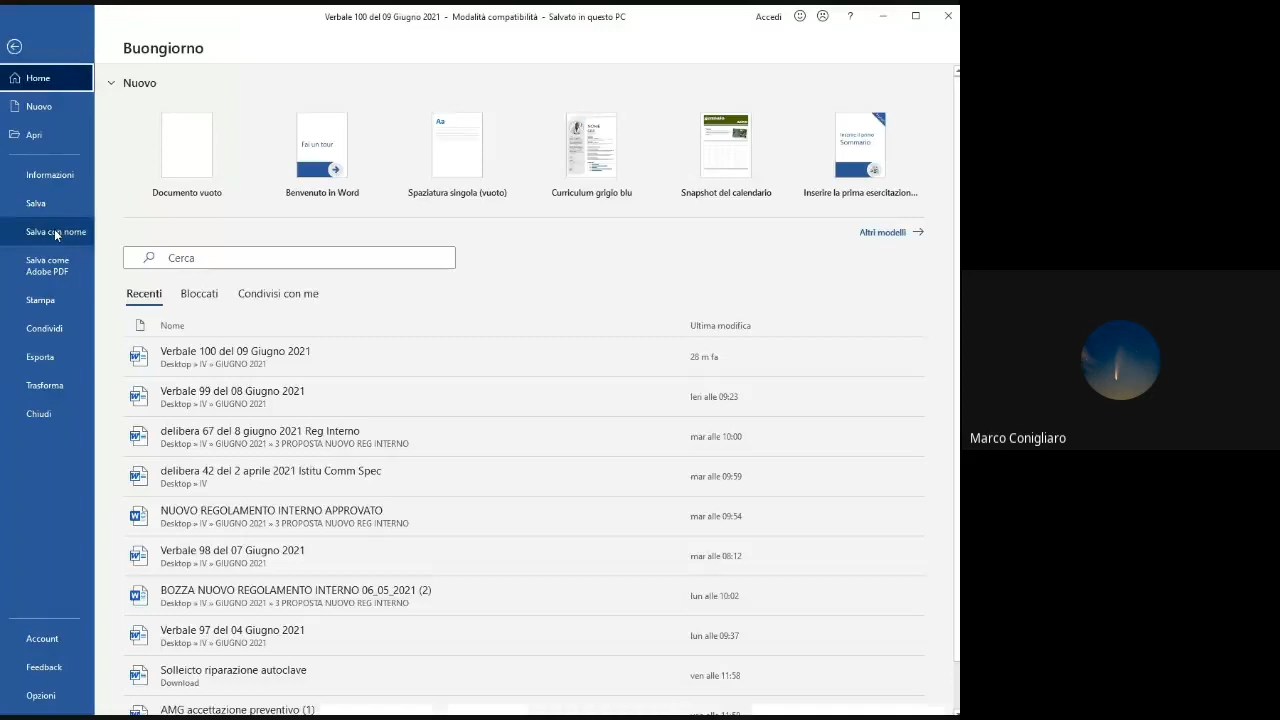 Verbale 100 del 09 Giugno 2021 - Modalità compatibilità - Salvato in questo PC
Accedi
?
Buongiorno
Home
Nuovo
Apri
Informazioni
Salva
Salva con nome
Salva come
Adobe PDF
Stampa
Condividi
Esporta
Trasforma
Chiudi
Account
Feedback
Opzioni
Nuovo
Aa
Fai un tour
Documento vuoto
Benvenuto in Word
Spaziatura singola (vuoto)
Curriculum grigio blu
Snapshot del calendario
Inserire la prima esercitazion...
Altri modelli
Cerca
Recenti Bloccati Condivisi con me
Nome Ultima modifica
Verbale 100 del 09 Giugno 2021
Desktop » IV » GIUGNO 2021
28 m fa
Verbale 99 del 08 Giugno 2021
Desktop » IV » GIUGNO 2021
Ieri alle 09:23
delibera 67 del 8 giugno 2021 Reg Interno
Desktop » IV » GIUGNO 2021 » 3 PROPOSTA NUOVO REG INTERNO
mar alle 10:00
delibera 42 del 2 aprile 2021 Istitu Comm Spec
Desktop » IV
mar alle 09:59
NUOVO REGOLAMENTO INTERNO APPROVATO
Desktop » IV » GIUGNO 2021 » 3 PROPOSTA NUOVO REG INTERNO
mar alle 09:54
Verbale 98 del 07 Giugno 2021
Desktop » IV » GIUGNO 2021
mar alle 08:12
BOZZA NUOVO REGOLAMENTO INTERNO 06_05_2021 (2)
Desktop » IV » GIUGNO 2021 » 3 PROPOSTA NUOVO REG INTERNO
lun alle 10:02
Verbale 97 del 04 Giugno 2021
Desktop » IV » GIUGNO 2021
lun alle 09:37
Solleicto riparazione autoclave
Download
ven alle 11:58
AMG accettazione preventivo (1)
Marco Conigliaro